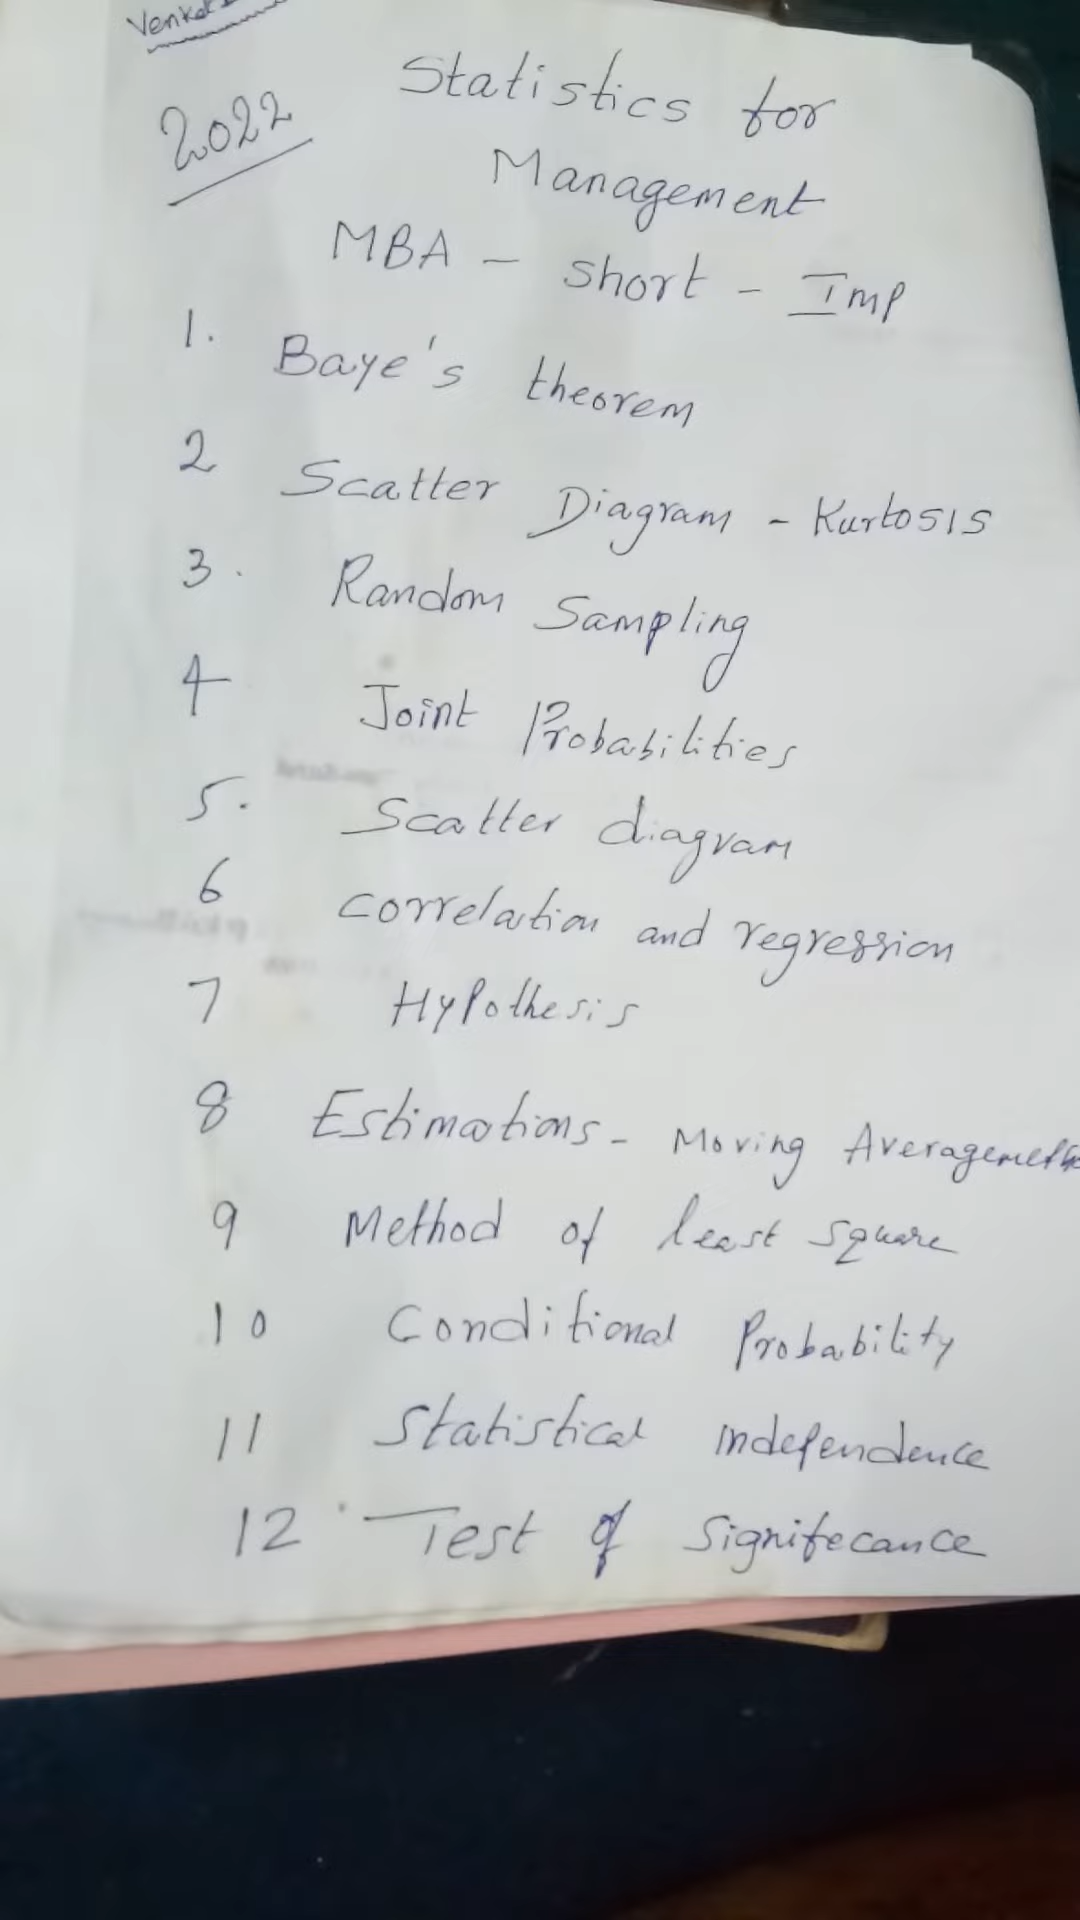 2022
Statistics for
Management
MBA - short - Imp
1. Baye's theorem
2 Scatter Diagram - Kurtosis
3. Random Sampling
4 Joint Probabilities
5. Scatter diagram
6 correlation and regression
7 Hypothesis
8 Estimations - Moving
9 Method of least square
10 Conditional Probability
11 Statistical independence
12 Test of Signifecance